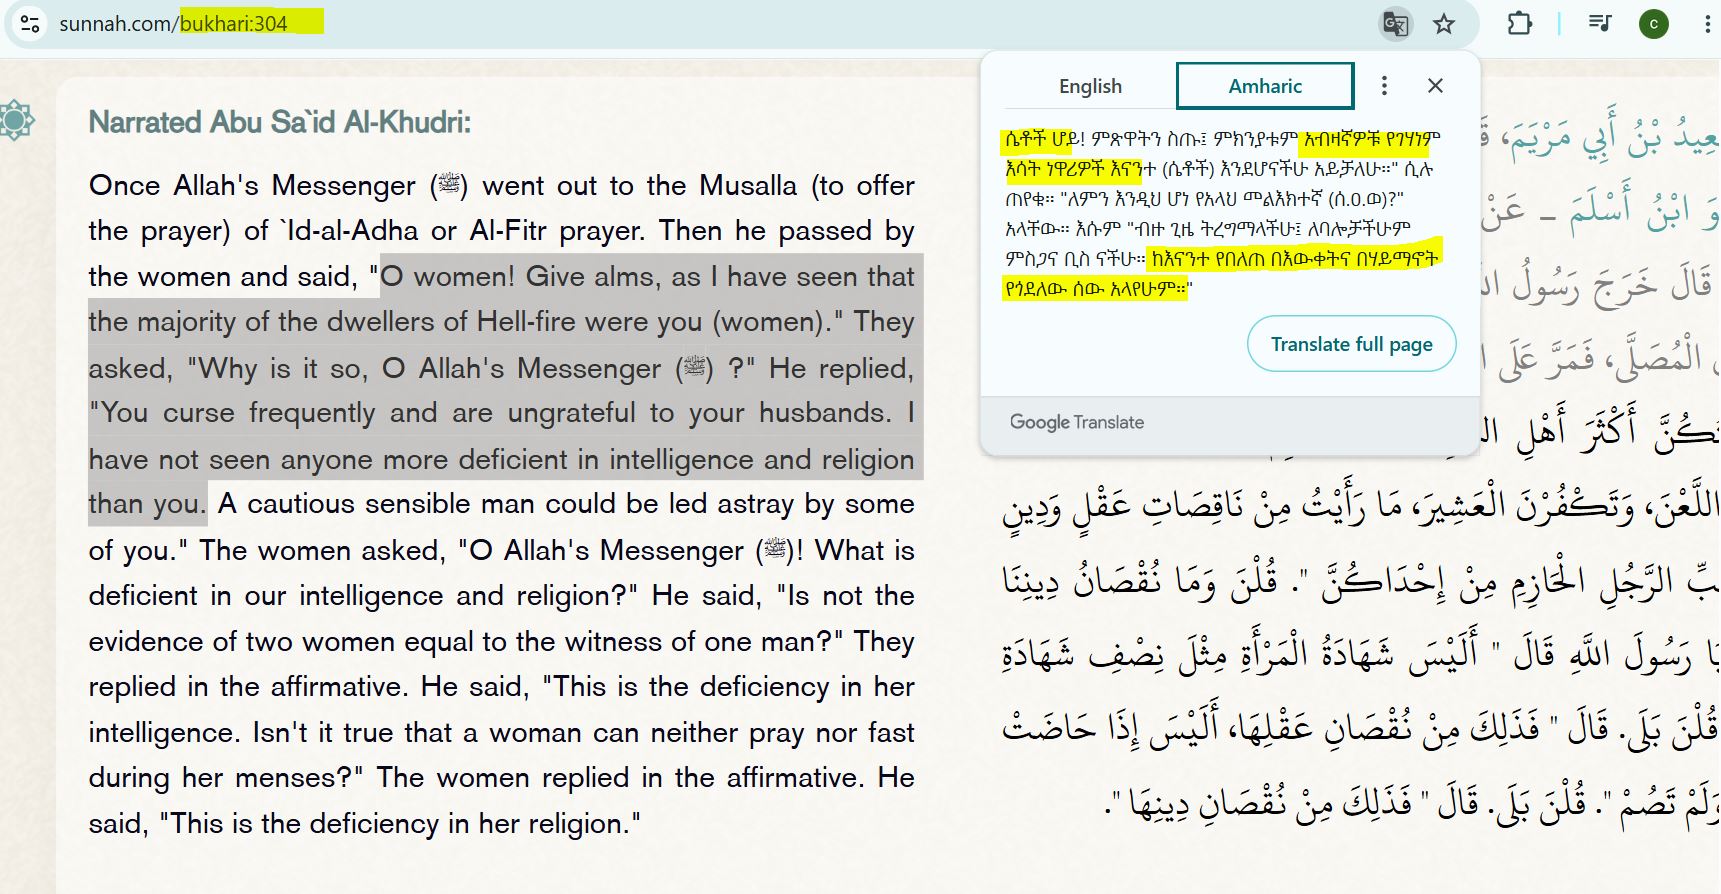 sunnah.com/bukhari:304
c
English
Amharic
Narrated Abu Sa`id Al-Khudri:
Once Allah's Messenger (ﷺ) went out to the Musalla (to offer
the prayer) of `Id-al-Adha or Al-Fitr prayer. Then he passed by
the women and said, "O women! Give alms, as I have seen that
the majority of the dwellers of Hell-fire were you (women)." They
asked, "Why is it so, O Allah's Messenger (ﷺ) ?" He replied,
"You curse frequently and are ungrateful to your husbands. I
have not seen anyone more deficient in intelligence and religion
than you. A cautious sensible man could be led astray by some
of you." The women asked, "O Allah's Messenger (ﷺ)! What is
deficient in our intelligence and religion?" He said, "Is not the
evidence of two women equal to the witness of one man?" They
replied in the affirmative. He said, "This is the deficiency in her
intelligence. Isn't it true that a woman can neither pray nor fast
during her menses?" The women replied in the affirmative. He
said, "This is the deficiency in her religion."
ሴቶች ሆይ! ምጽዋትን ስጡ፤ ምክንያቱም አብዛኛዎቹ የገሃነም
እሳት ነዋሪዎች እናንተ (ሴቶች) እንደሆናችሁ አይቻለሁ።" ሲሉ
ጠየቁ። "ለምን እንዲህ ሆነ የአላህ መልእክተኛ (ሰ.ዐ.ወ)?"
አላቸው። እሱም "ብዙ ጊዜ ትረግማላችሁ፤ ለባሎቻችሁም
ምስጋና ቢስ ናችሁ። ከእናንተ የበለጠ በእውቀትና በሃይማኖት
የጎደለው ሰው አላየሁም።"
Translate full page
Google Translate
بْنُ أَبِي مَرْيَمَ،
ابْنُ أَسْلَمَ ـ عَنْ
قَالَ خَرَجَ رَسُولُ
الْمُصَلَّى، فَمَرَّ عَلَى
أَكْثَرَ أَهْلِ
اللَّعْنَ، وَتَكْفُرْنَ الْعَشِيرَ، مَا رَأَيْتُ مِنْ نَاقِصَاتِ عَقْلٍ وَدِينٍ
الرَّجُلِ الْحَازِمِ مِنْ إِحْدَاكُنَّ ". قُلْنَ وَمَا نُقْصَانُ دِينِنَا
رَسُولَ اللَّهِ قَالَ " أَلَيْسَ شَهَادَةُ الْمَرْأَةِ مِثْلَ نِصْفِ شَهَادَةِ
قُلْنَ بَلَى. قَالَ " فَذَلِكَ مِنْ نُقْصَانِ عَقْلِهَا، أَلَيْسَ إِذَا حَاضَتْ
وَلَمْ تَصُمْ ". قُلْنَ بَلَى. قَالَ " فَذَلِكَ مِنْ نُقْصَانِ دِينِهَا ".